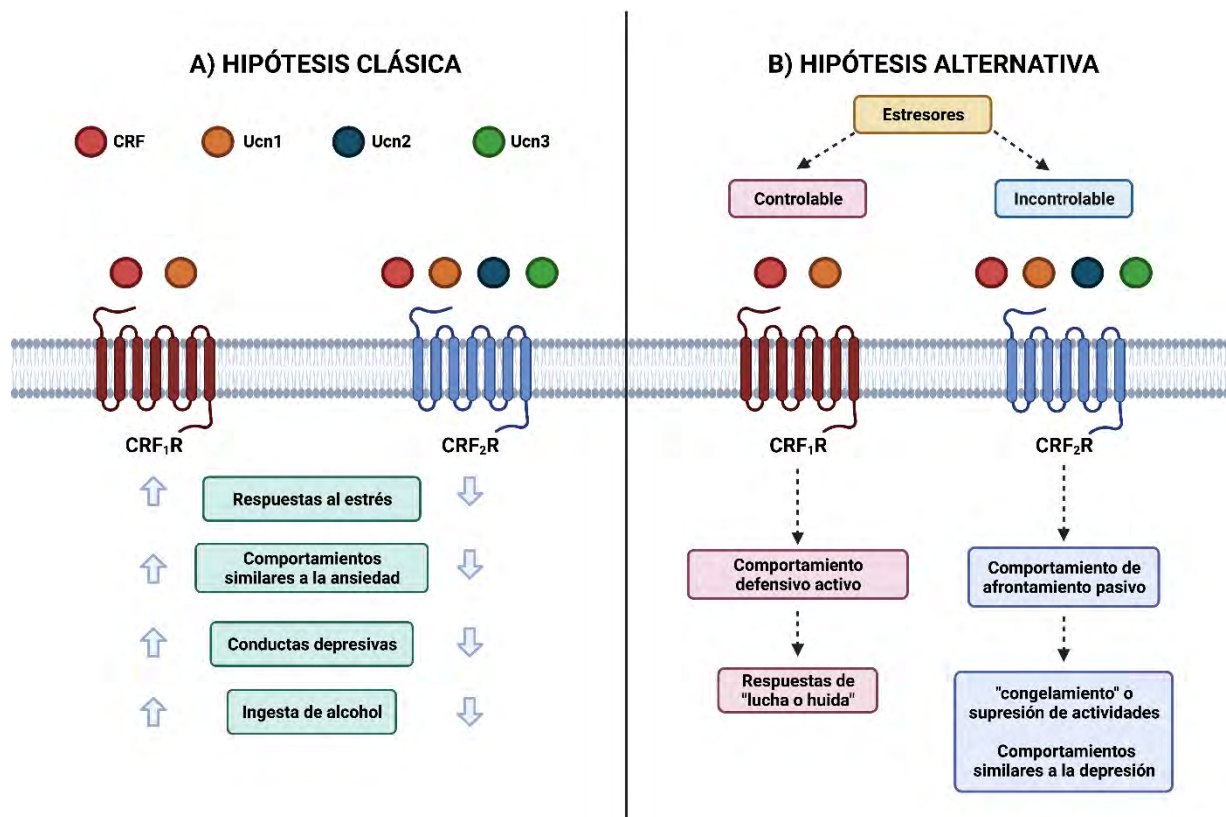 A) HIPÓTESIS CLÁSICA
CRF
Ucn1
Ucn2
Ucn3
CRF₁R
CRF₂R
Respuestas al estrés
Comportamientos
similares a la ansiedad
Conductas depresivas
Ingesta de alcohol
B) HIPÓTESIS ALTERNATIVA
Estresores
Controlable
Incontrolable
CRF₁R
CRF₂R
Comportamiento
defensivo activo
Comportamiento de
afrontamiento pasivo
Respuestas de
"lucha o huida"
"congelamiento" o
supresión de actividades
Comportamientos
similares a la depresión